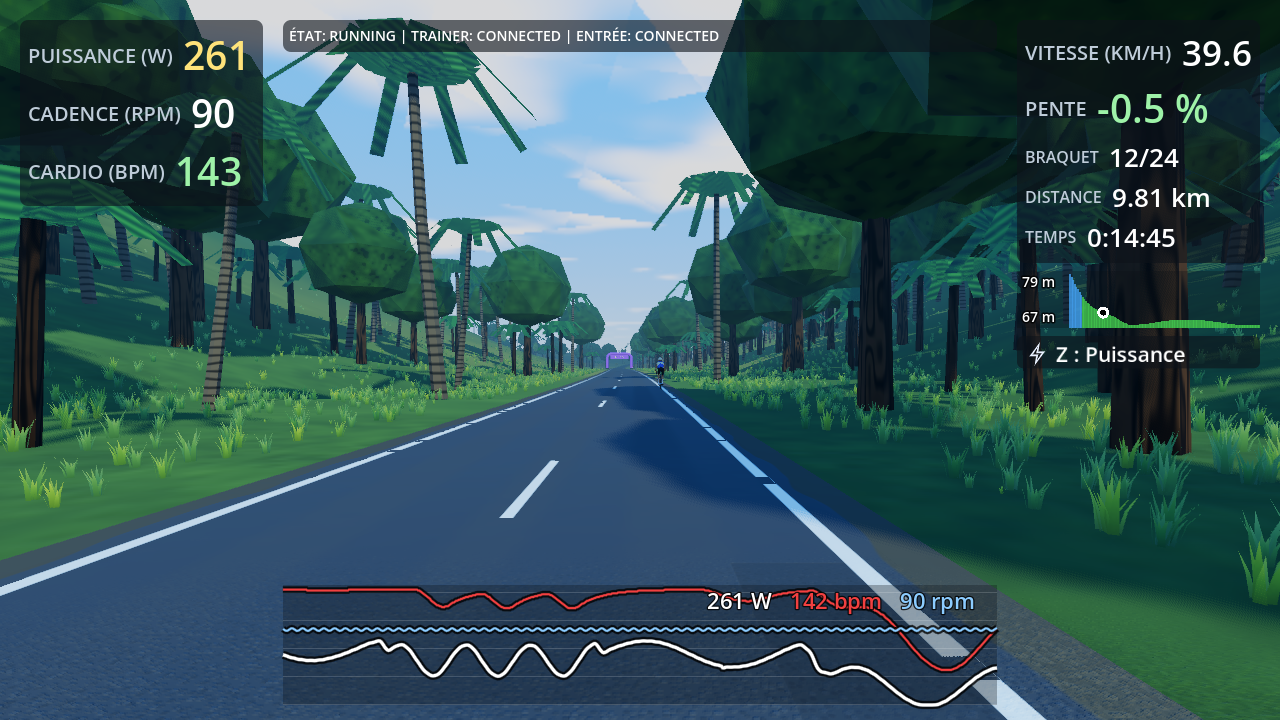 ÉTAT: RUNNING | TRAINER: CONNECTED | ENTRÉE: CONNECTED
PUISSANCE (W) 261
CADENCE (RPM) 90
CARDIO (BPM) 143
VITESSE (KM/H) 39.6
PENTE -0.5 %
BRAQUET 12/24
DISTANCE 9.81 km
TEMPS 0:14:45
79 m
67 m
Z : Puissance
261 W 142 bpm 90 rpm